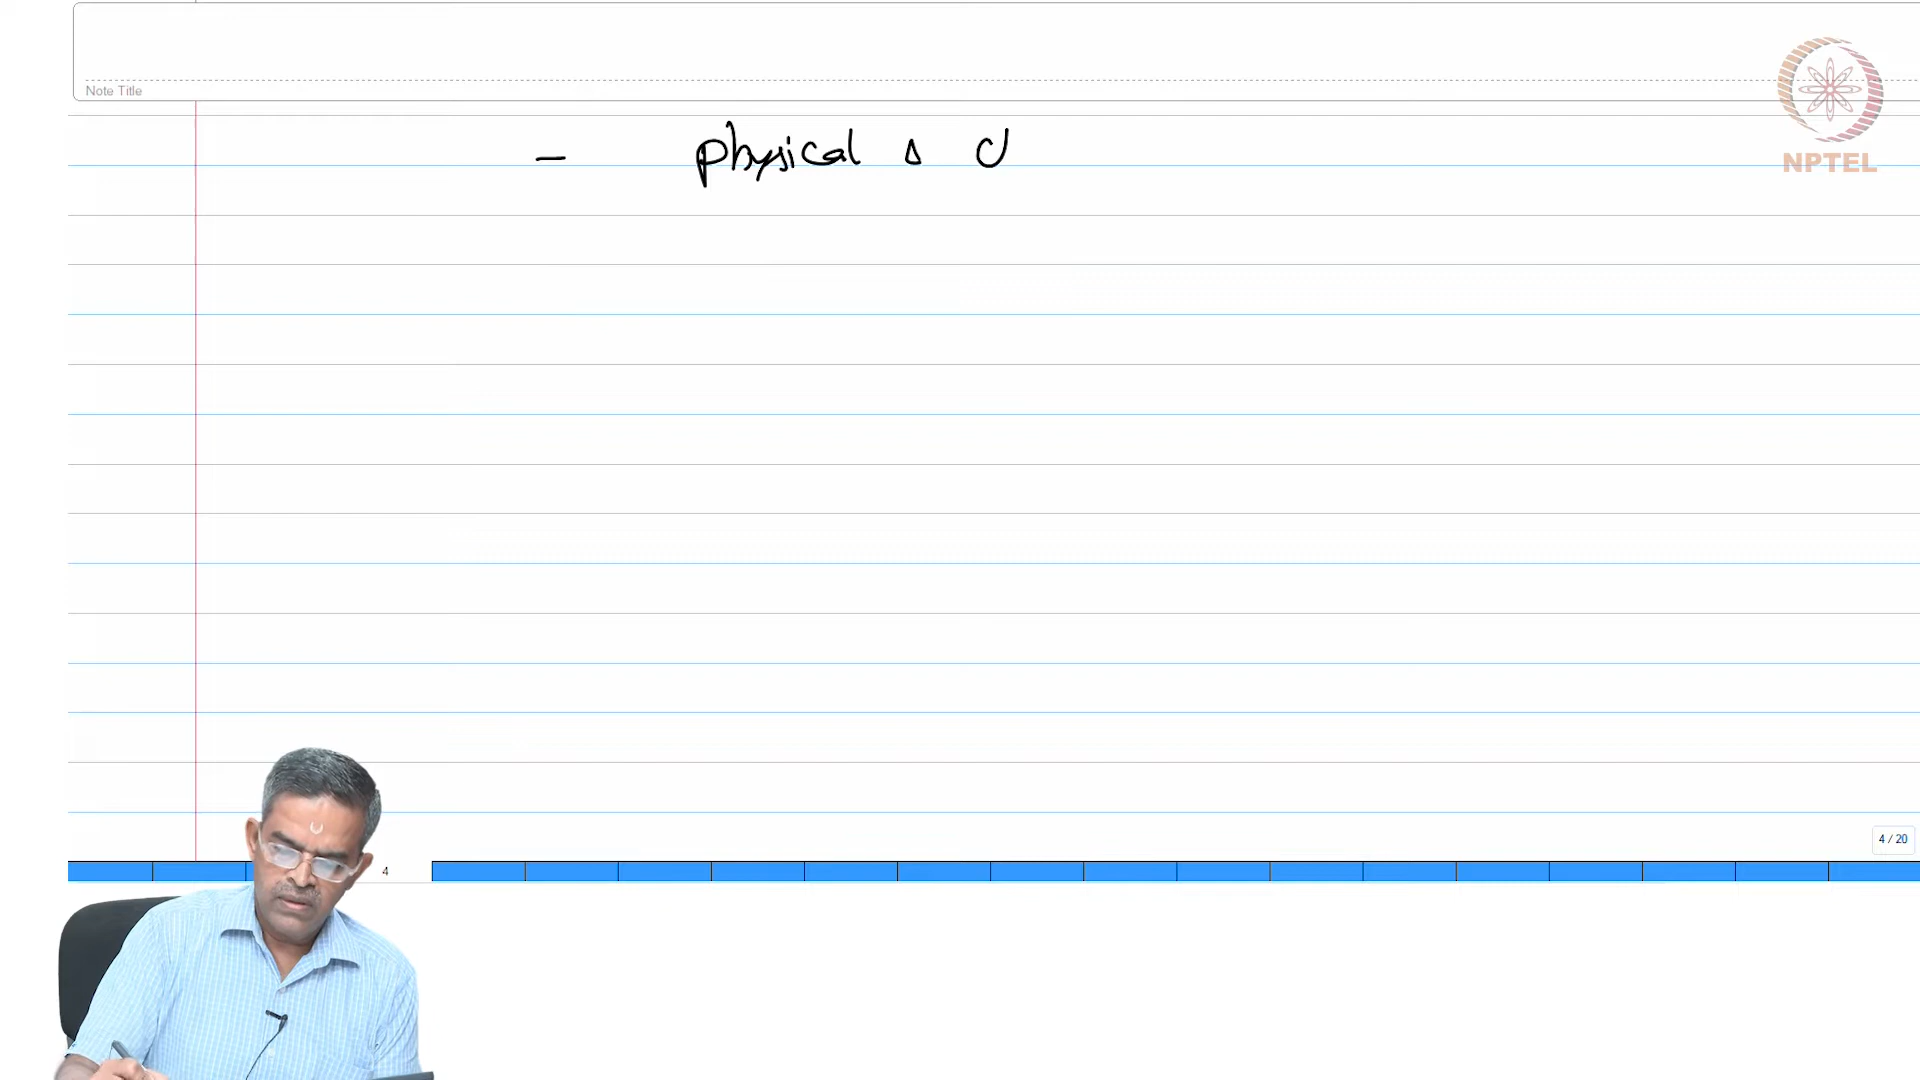 Note Title
NPTEL
– physical Δ d
4 / 20
4